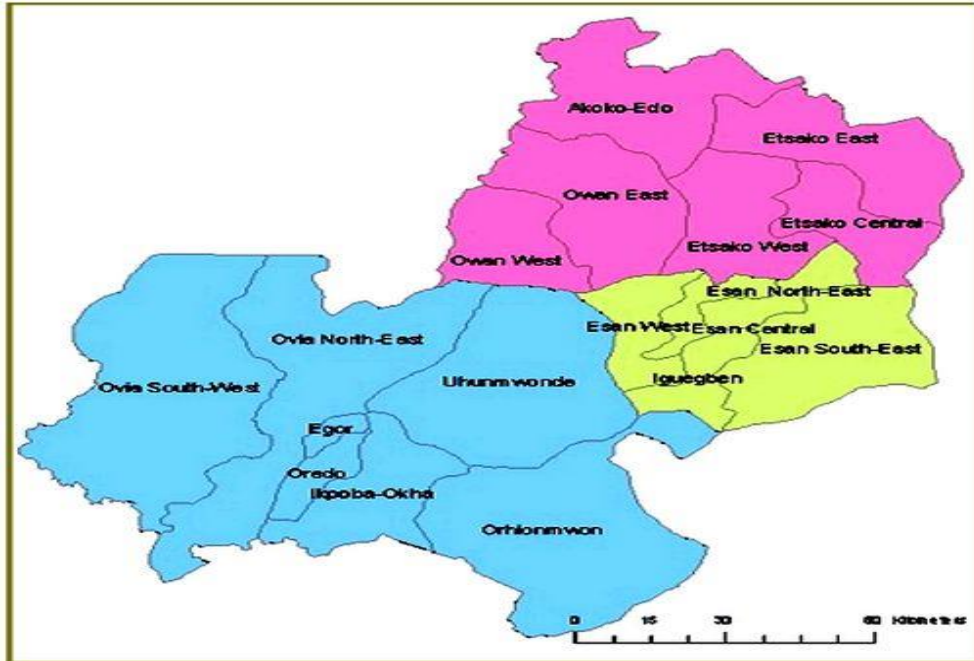 Akoko-Edo
Etsako East
Owan East
Etsako Central
Etsako West
Owan West
Esan North-East
Esan West
Esan Central
Ovia North-East
Esan South-East
Iguegben
Uhunmwonde
Ovia South-West
Egor
Oredo
Ikpoba-Okha
Orhionmwon
0 15 30 60 Kilometers